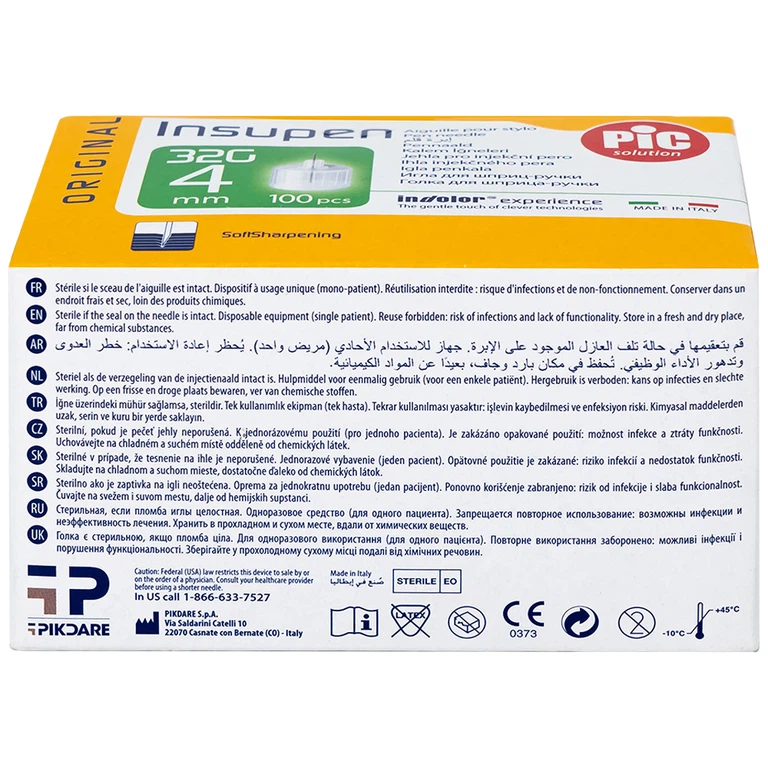 ORIGINAL
Insupen
32G
4
mm
100 pcs
Aiguille pour stylo
Pen needle
إبرة قلم
Pennaald
Kalem İğneleri
Jehla pro injekční pero
Ihla injekčného pera
Igla penkala
Игла для шприц-ручки
Голка для шприца-ручки
indolor® experience
The gentle touch of clever technologies
PiC
solution
MADE IN ITALY
SoftSharpening
FR Stérile si le sceau de l'aiguille est intact. Dispositif à usage unique (mono-patient). Réutilisation interdite : risque d'infections et de non-fonctionnement. Conserver dans un
endroit frais et sec, loin des produits chimiques.
EN Sterile if the seal on the needle is intact. Disposable equipment (single patient). Reuse forbidden: risk of infections and lack of functionality. Store in a fresh and dry place,
far from chemical substances.
AR قم بتعقيمها في حالة تلف العازل الموجود على الإبرة. جهاز للاستخدام الأحادي (مريض واحد). يُحظر إعادة الاستخدام: خطر العدوى
وتدهور الأداء الوظيفي. تُحفظ في مكان بارد وجاف، بعيدًا عن المواد الكيميائية.
NL Steriel als de verzegeling van de injectienaald intact is. Hulpmiddel voor eenmalig gebruik (voor een enkele patiënt). Hergebruik is verboden: kans op infecties en slechte
werking. Op een frisse en droge plaats bewaren, ver van chemische stoffen.
TR İğne üzerindeki mühür sağlamsa, sterildir. Tek kullanımlık ekipman (tek hasta). Tekrar kullanılması yasaktır: işlevin kaybedilmesi ve enfeksiyon riski. Kimyasal maddelerden
uzak, serin ve kuru bir yerde saklayın.
CZ Sterilní, pokud je pečeť jehly neporušená. K jednorázovému použití (pro jednoho pacienta). Je zakázáno opakované použití: možnost infekce a ztráty funkčnosti.
Uchovávejte na chladném a suchém místě odděleně od chemických látek.
SK Sterilné v prípade, že tesnenie na ihle je neporušené. Jednorazové vybavenie (jeden pacient). Opätovné použitie je zakázané: riziko infekcií a nedostatok funkčnosti.
Skladujte na chladnom a suchom mieste, dostatočne ďaleko od chemických látok.
SR Sterilno ako je zaptivka na igli neoštećena. Oprema za jednokratnu upotrebu (jedan pacijent). Ponovno korišćenje zabranjeno: rizik od infekcije i slaba funkcionalnost.
Čuvajte na svežem i suvom mestu, dalje od hemijskih supstanci.
RU Стерильная, если пломба иглы целостная. Одноразовое средство (для одного пациента). Запрещается повторное использование: возможны инфекции и
неэффективность лечения. Хранить в прохладном и сухом месте, вдали от химических веществ.
UK Голка є стерильною, якщо пломба ціла. Для одноразового використання (для одного пацієнта). Повторне використання заборонено: можливі інфекції і
порушення функціональності. Зберігайте у прохолодному сухому місці подалі від хімічних речовин.
PIKDARE
Caution: Federal (USA) law restricts this device to sale by or
on the order of a physician. Consult your healthcare provider
before using a shorter needle.
In US call 1-866-633-7527
PIKDARE S.p.A.
Via Saldarini Catelli 10
22070 Casnate con Bernate (CO) - Italy
Made in Italy
صُنع في إيطاليا
STERILE EO
LATEX
CE
0373
2
-10°C
+45°C